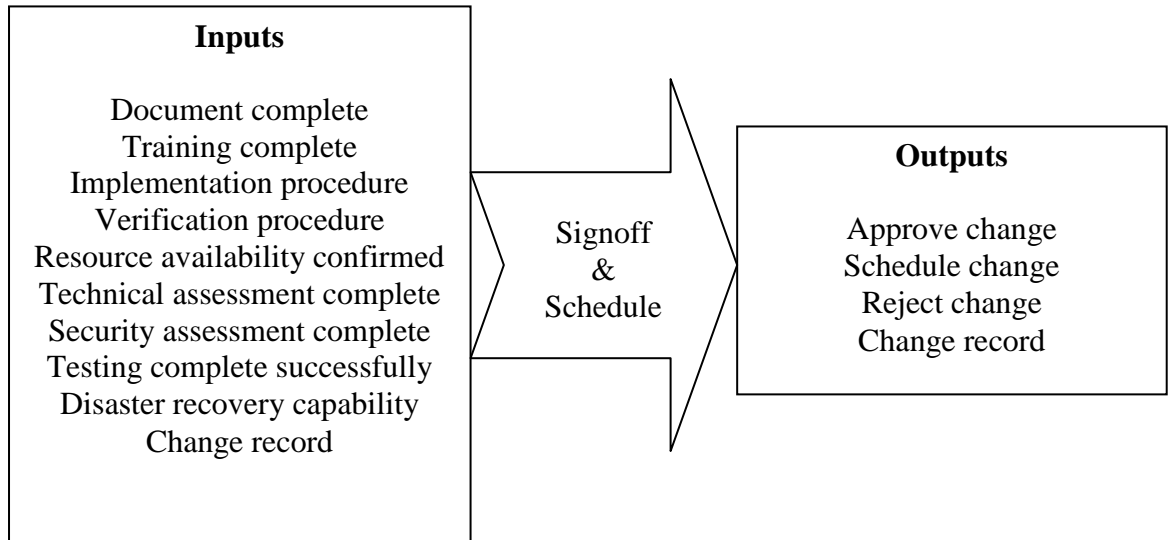 Inputs
Document complete
Training complete
Implementation procedure
Verification procedure
Resource availability confirmed
Technical assessment complete
Security assessment complete
Testing complete successfully
Disaster recovery capability
Change record
Signoff
&
Schedule
Outputs
Approve change
Schedule change
Reject change
Change record